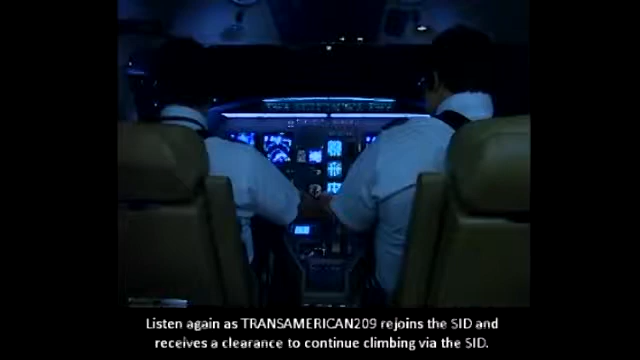 Listen again as TRANSAMERICAN209 rejoins the SID and
receives a clearance to continue climbing via the SID.